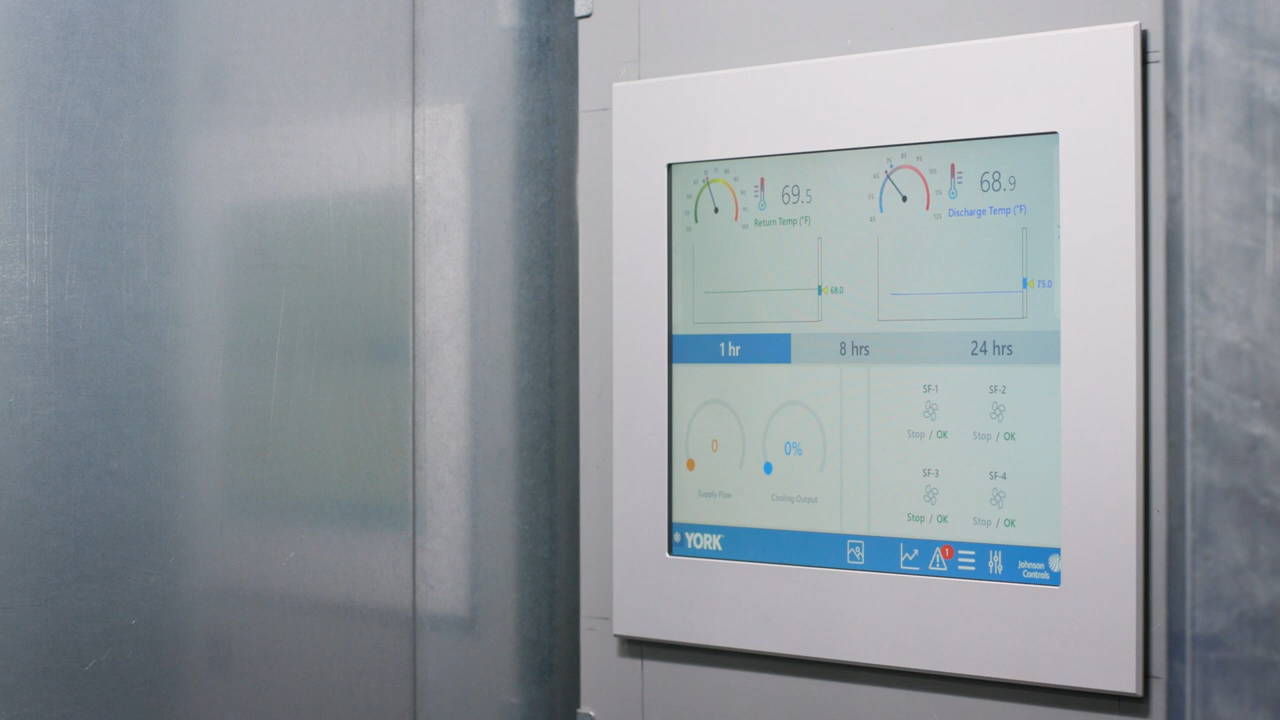 69.5
Return Temp (°F)
68.9
Discharge Temp (°F)
68.0
75.0
1 hr
8 hrs
24 hrs
0
Supply Flow
0%
Cooling Output
SF-1
Stop / OK
SF-2
Stop / OK
SF-3
Stop / OK
SF-4
Stop / OK
YORK
1
Johnson
Controls